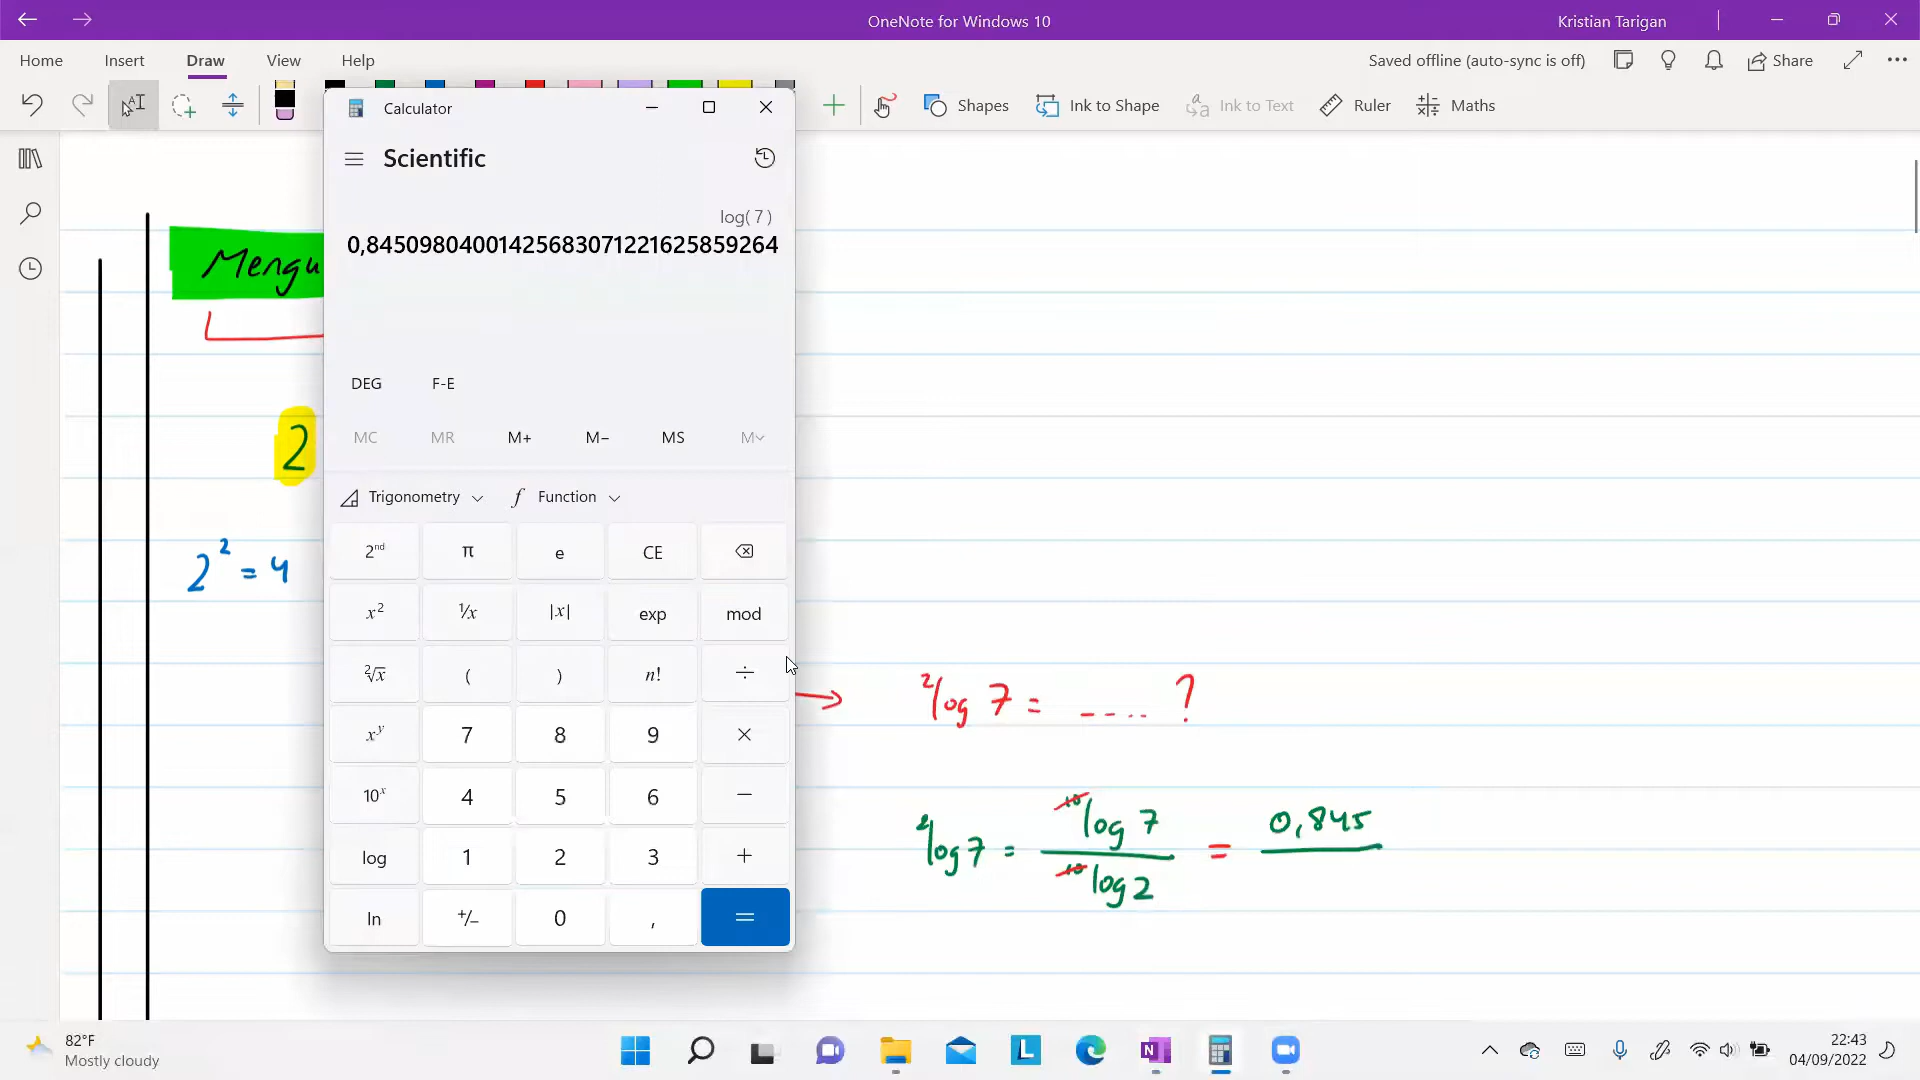 OneNote for Windows 10
Kristian Tarigan
Home Insert Draw View Help
Saved offline (auto-sync is off) Share
Shapes Ink to Shape Ink to Text Ruler Maths
Calculator
Scientific
log( 7 )
0,84509804001425683071221625859264
DEG F-E
MC MR M+ M− MS M˅
Trigonometry f Function
2ⁿᵈ π e CE
x² ¹/x |x| exp mod
²√x ( ) n! ÷
xʸ 7 8 9 ×
10ˣ 4 5 6 −
log 1 2 3 +
ln +/− 0 , =
Mengu
2
2² = 4
²log 7 = ---- ?
²log 7 = ¹⁰log 7 / ¹⁰log 2 = 0,845
82°F
Mostly cloudy
22:43
04/09/2022